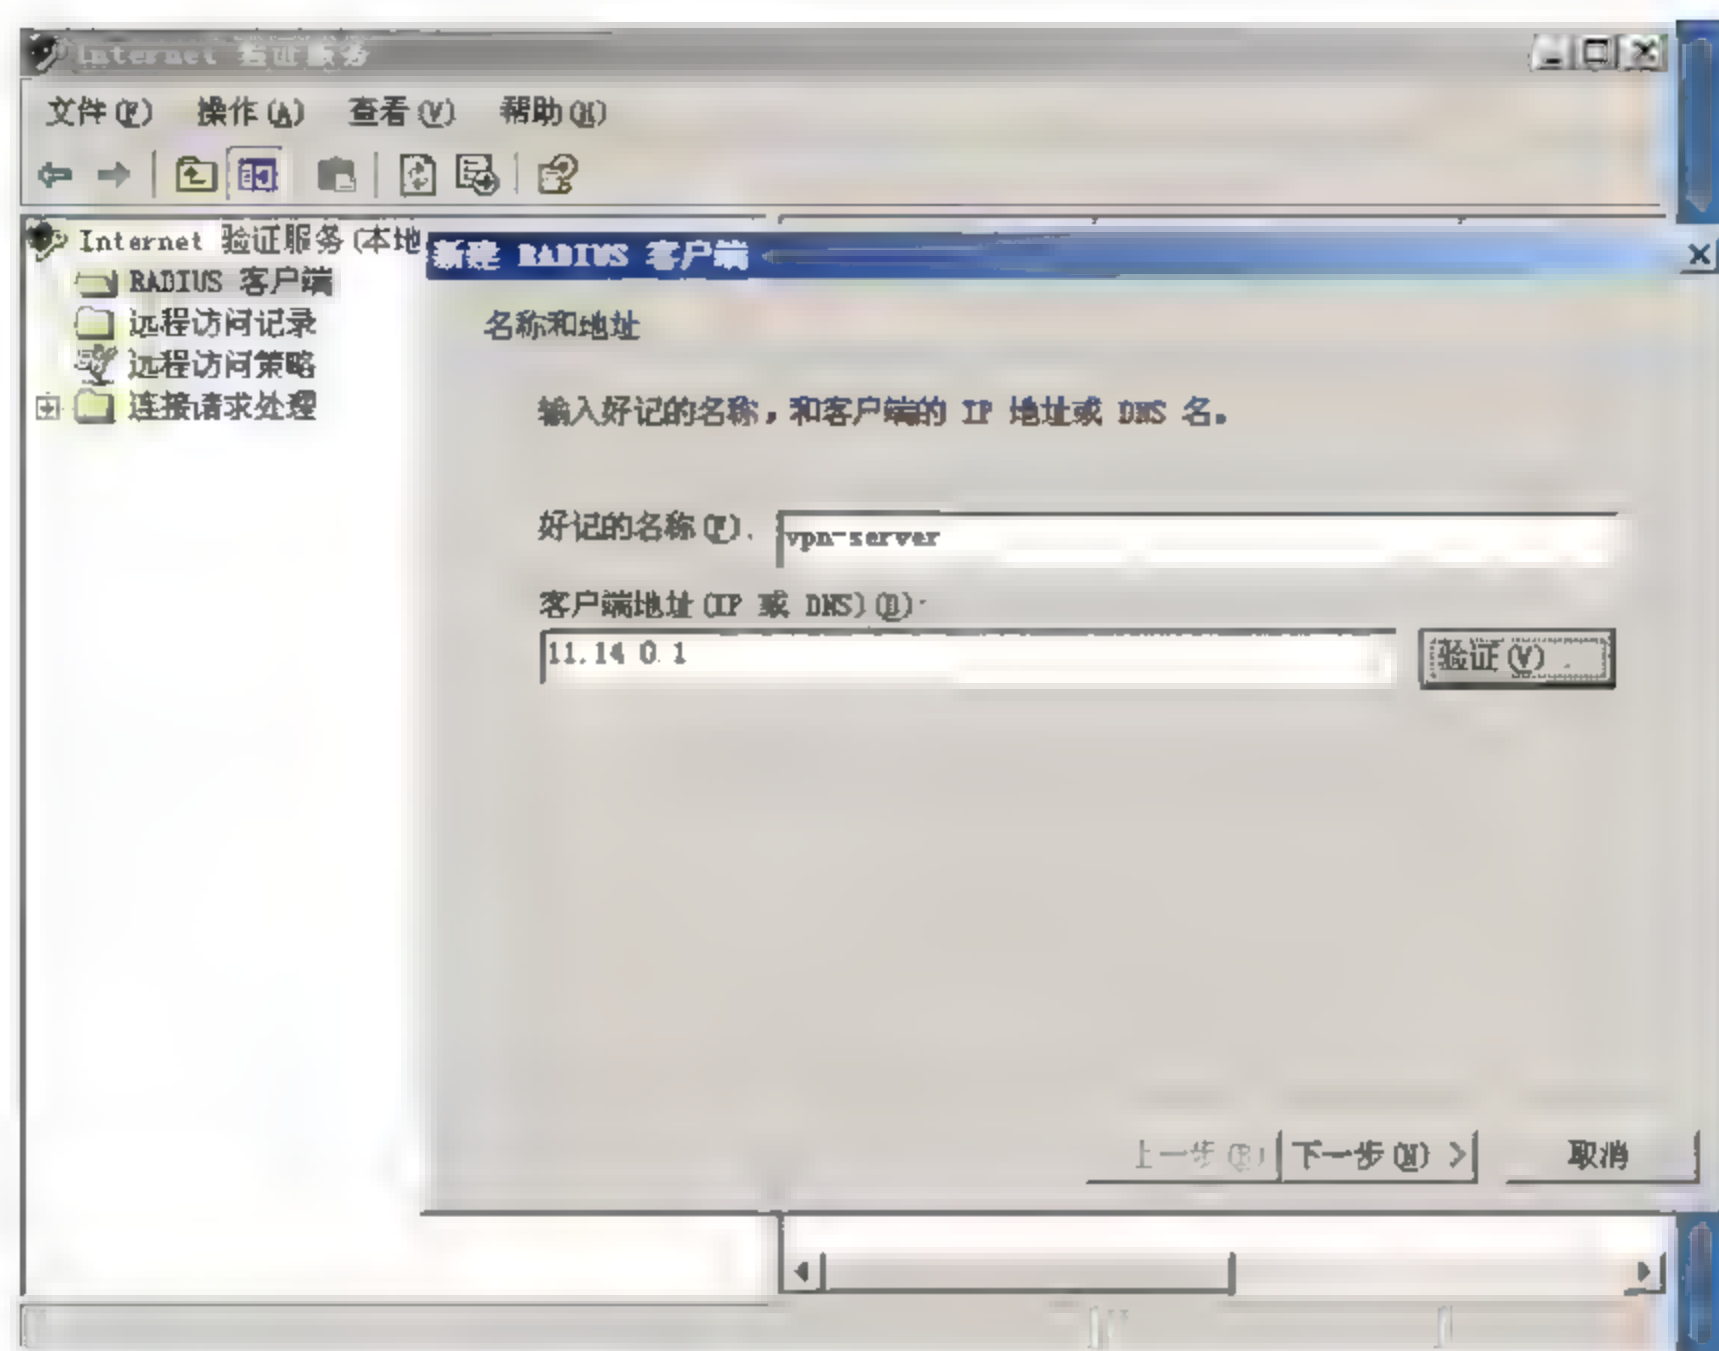 Internet 验证服务
文件(F) 操作(A) 查看(V) 帮助(H)
Internet 验证服务(本地
RADIUS 客户端
远程访问记录
远程访问策略
连接请求处理
新建 RADIUS 客户端
名称和地址
输入好记的名称，和客户端的 IP 地址或 DNS 名。
好记的名称(F):
vpn-server
客户端地址(IP 或 DNS)(D):
11.14.0.1
验证(V)...
上一步(B)
下一步(N) >
取消